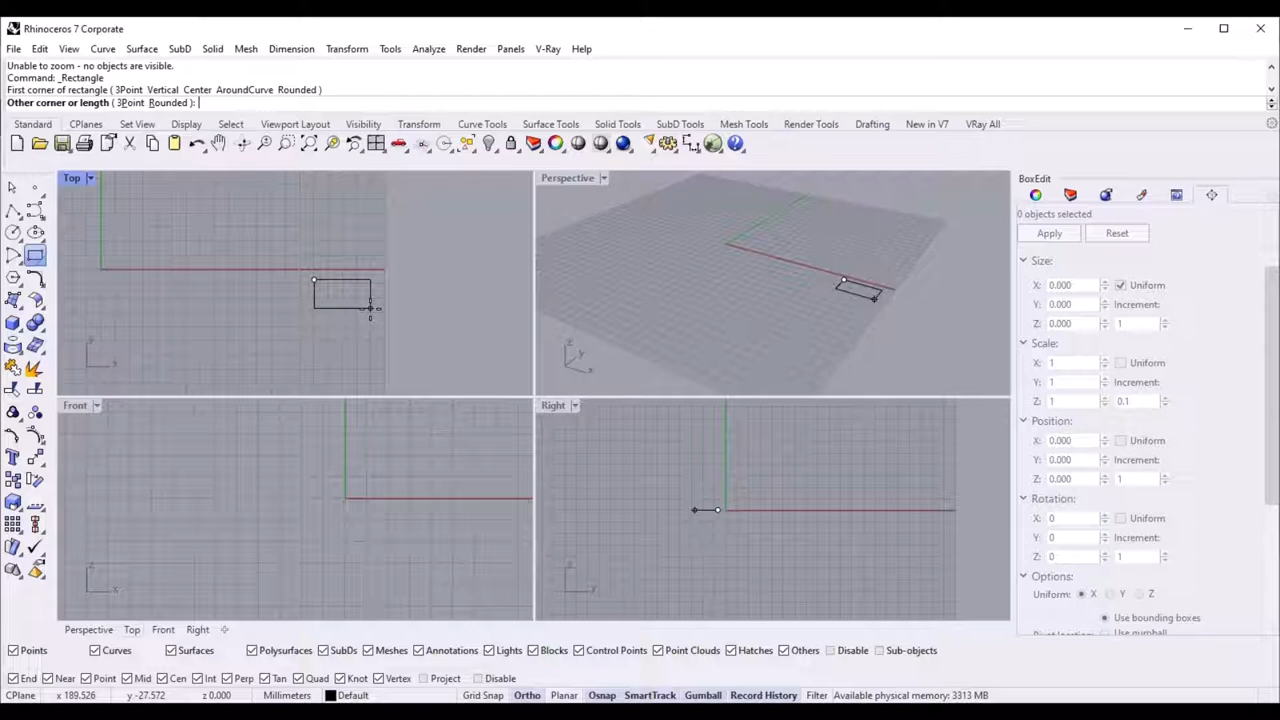 Rhinoceros 7 Corporate
File Edit View Curve Surface SubD Solid Mesh Dimension Transform Tools Analyze Render Panels V-Ray Help
Unable to zoom - no objects are visible.
Command: _Rectangle
First corner of rectangle ( 3Point Vertical Center AroundCurve Rounded )
Other corner or length ( 3Point Rounded ):
Standard CPlanes Set View Display Select Viewport Layout Visibility Transform Curve Tools Surface Tools Solid Tools SubD Tools Mesh Tools Render Tools Drafting New in V7 VRay All
Top Perspective
BoxEdit
0 objects selected
Apply Reset
Size:
X: 0.000 Uniform
Y: 0.000 Increment:
Z: 0.000 1
Scale:
X: 1 Uniform
Y: 1 Increment:
Z: 1 0.1
Front Right
Position:
X: 0.000 Uniform
Y: 0.000 Increment:
Z: 0.000 1
Rotation:
X: 0 Uniform
Y: 0 Increment:
Z: 0 1
Options:
Uniform: X Y Z
Use bounding boxes
Pivot location: Use gumball
Perspective Top Front Right
Points Curves Surfaces Polysurfaces SubDs Meshes Annotations Lights Blocks Control Points Point Clouds Hatches Others Disable Sub-objects
End Near Point Mid Cen Int Perp Tan Quad Knot Vertex Project Disable
CPlane x 189.526 y -27.572 z 0.000 Millimeters Default Grid Snap Ortho Planar Osnap SmartTrack Gumball Record History Filter Available physical memory: 3313 MB